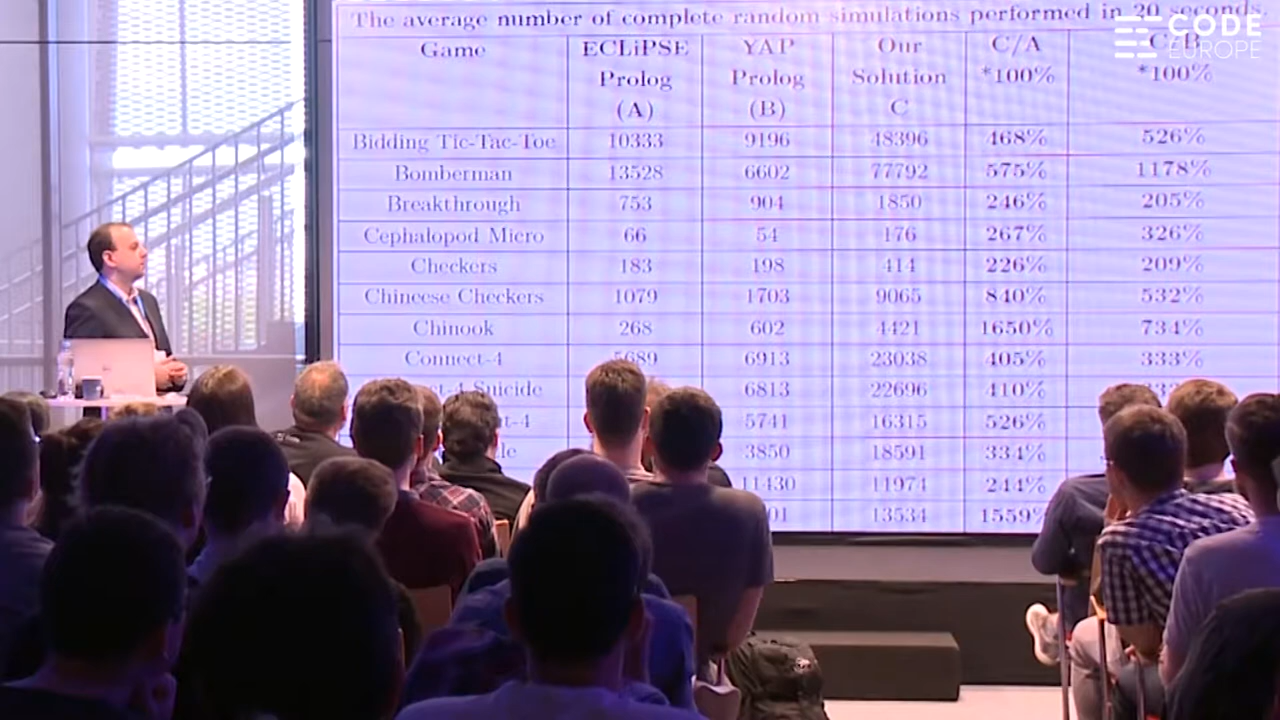 The average number of complete random simulations performed in 20 seconds.
CODE
EUROPE
Game ECLiPSE YAP Our C/A
Prolog Prolog Solution *100% *100%
(A) (B) C
Bidding Tic-Tac-Toe 10333 9196 48396 468% 526%
Bomberman 13528 6602 77792 575% 1178%
Breakthrough 753 904 1850 246% 205%
Cephalopod Micro 66 54 176 267% 326%
Checkers 183 198 414 226% 209%
Chineese Checkers 1079 1703 9065 840% 532%
Chinook 268 602 4421 1650% 734%
Connect-4 5689 6913 23038 405% 333%
Suicide 6813 22696 410%
5741 16315 526%
3850 18591 334%
11430 11974 244%
13534 1559%